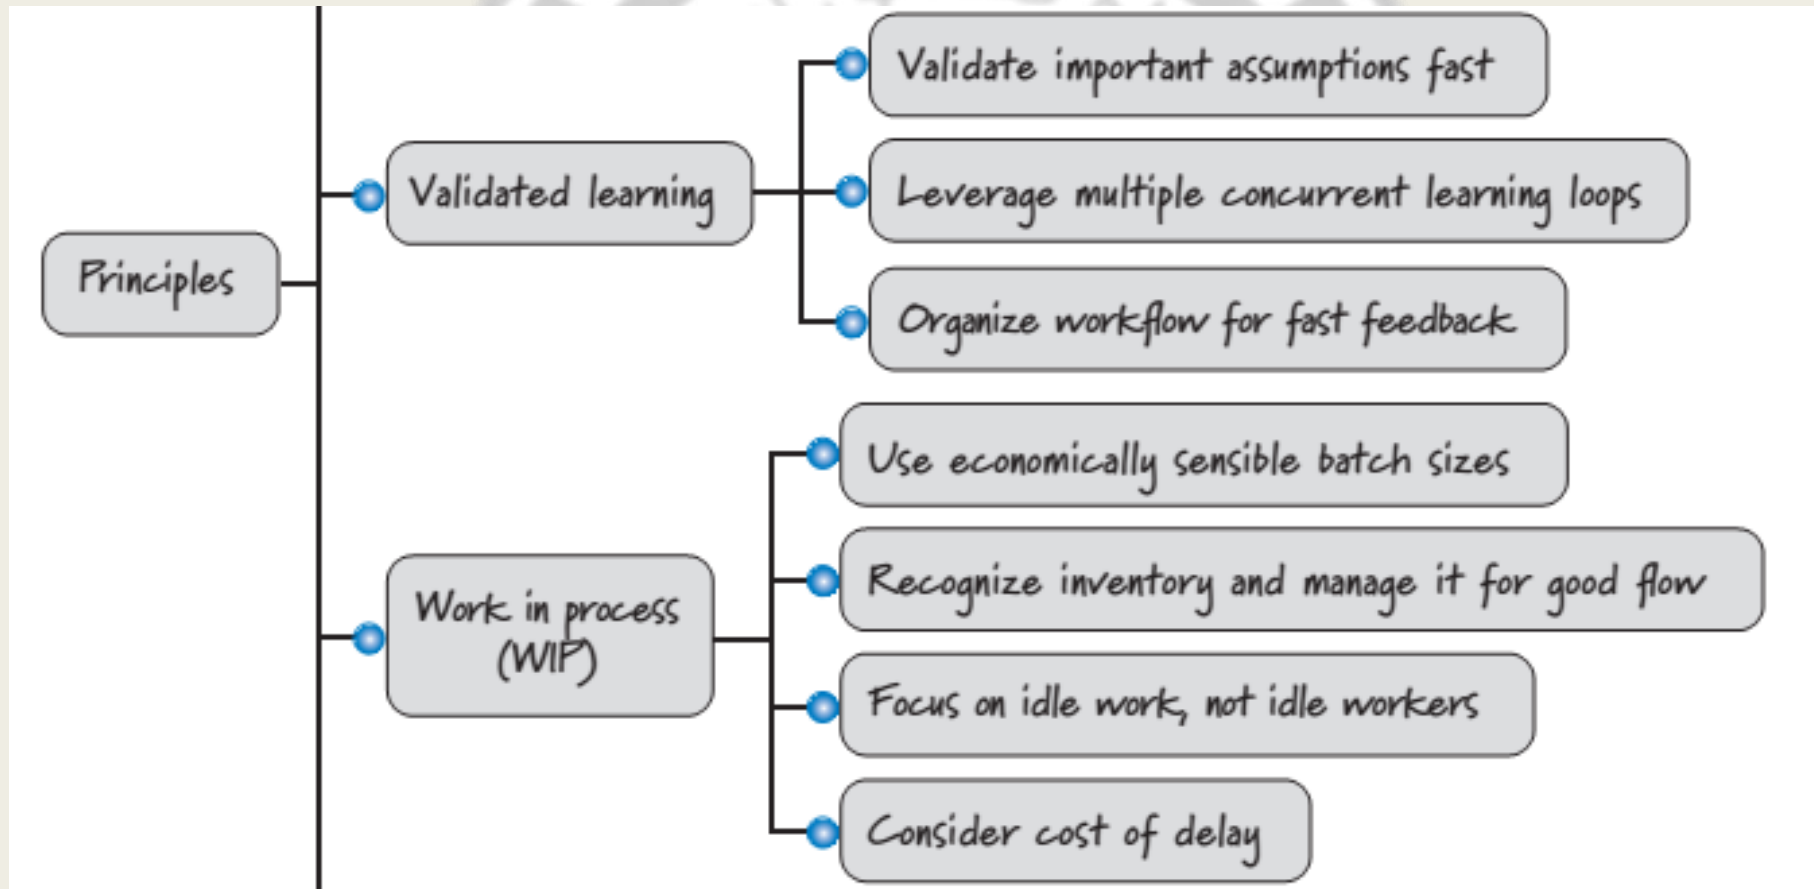 Principles
Validated learning
Validate important assumptions fast
Leverage multiple concurrent learning loops
Organize workflow for fast feedback
Work in process
(WIP)
Use economically sensible batch sizes
Recognize inventory and manage it for good flow
Focus on idle work, not idle workers
Consider cost of delay